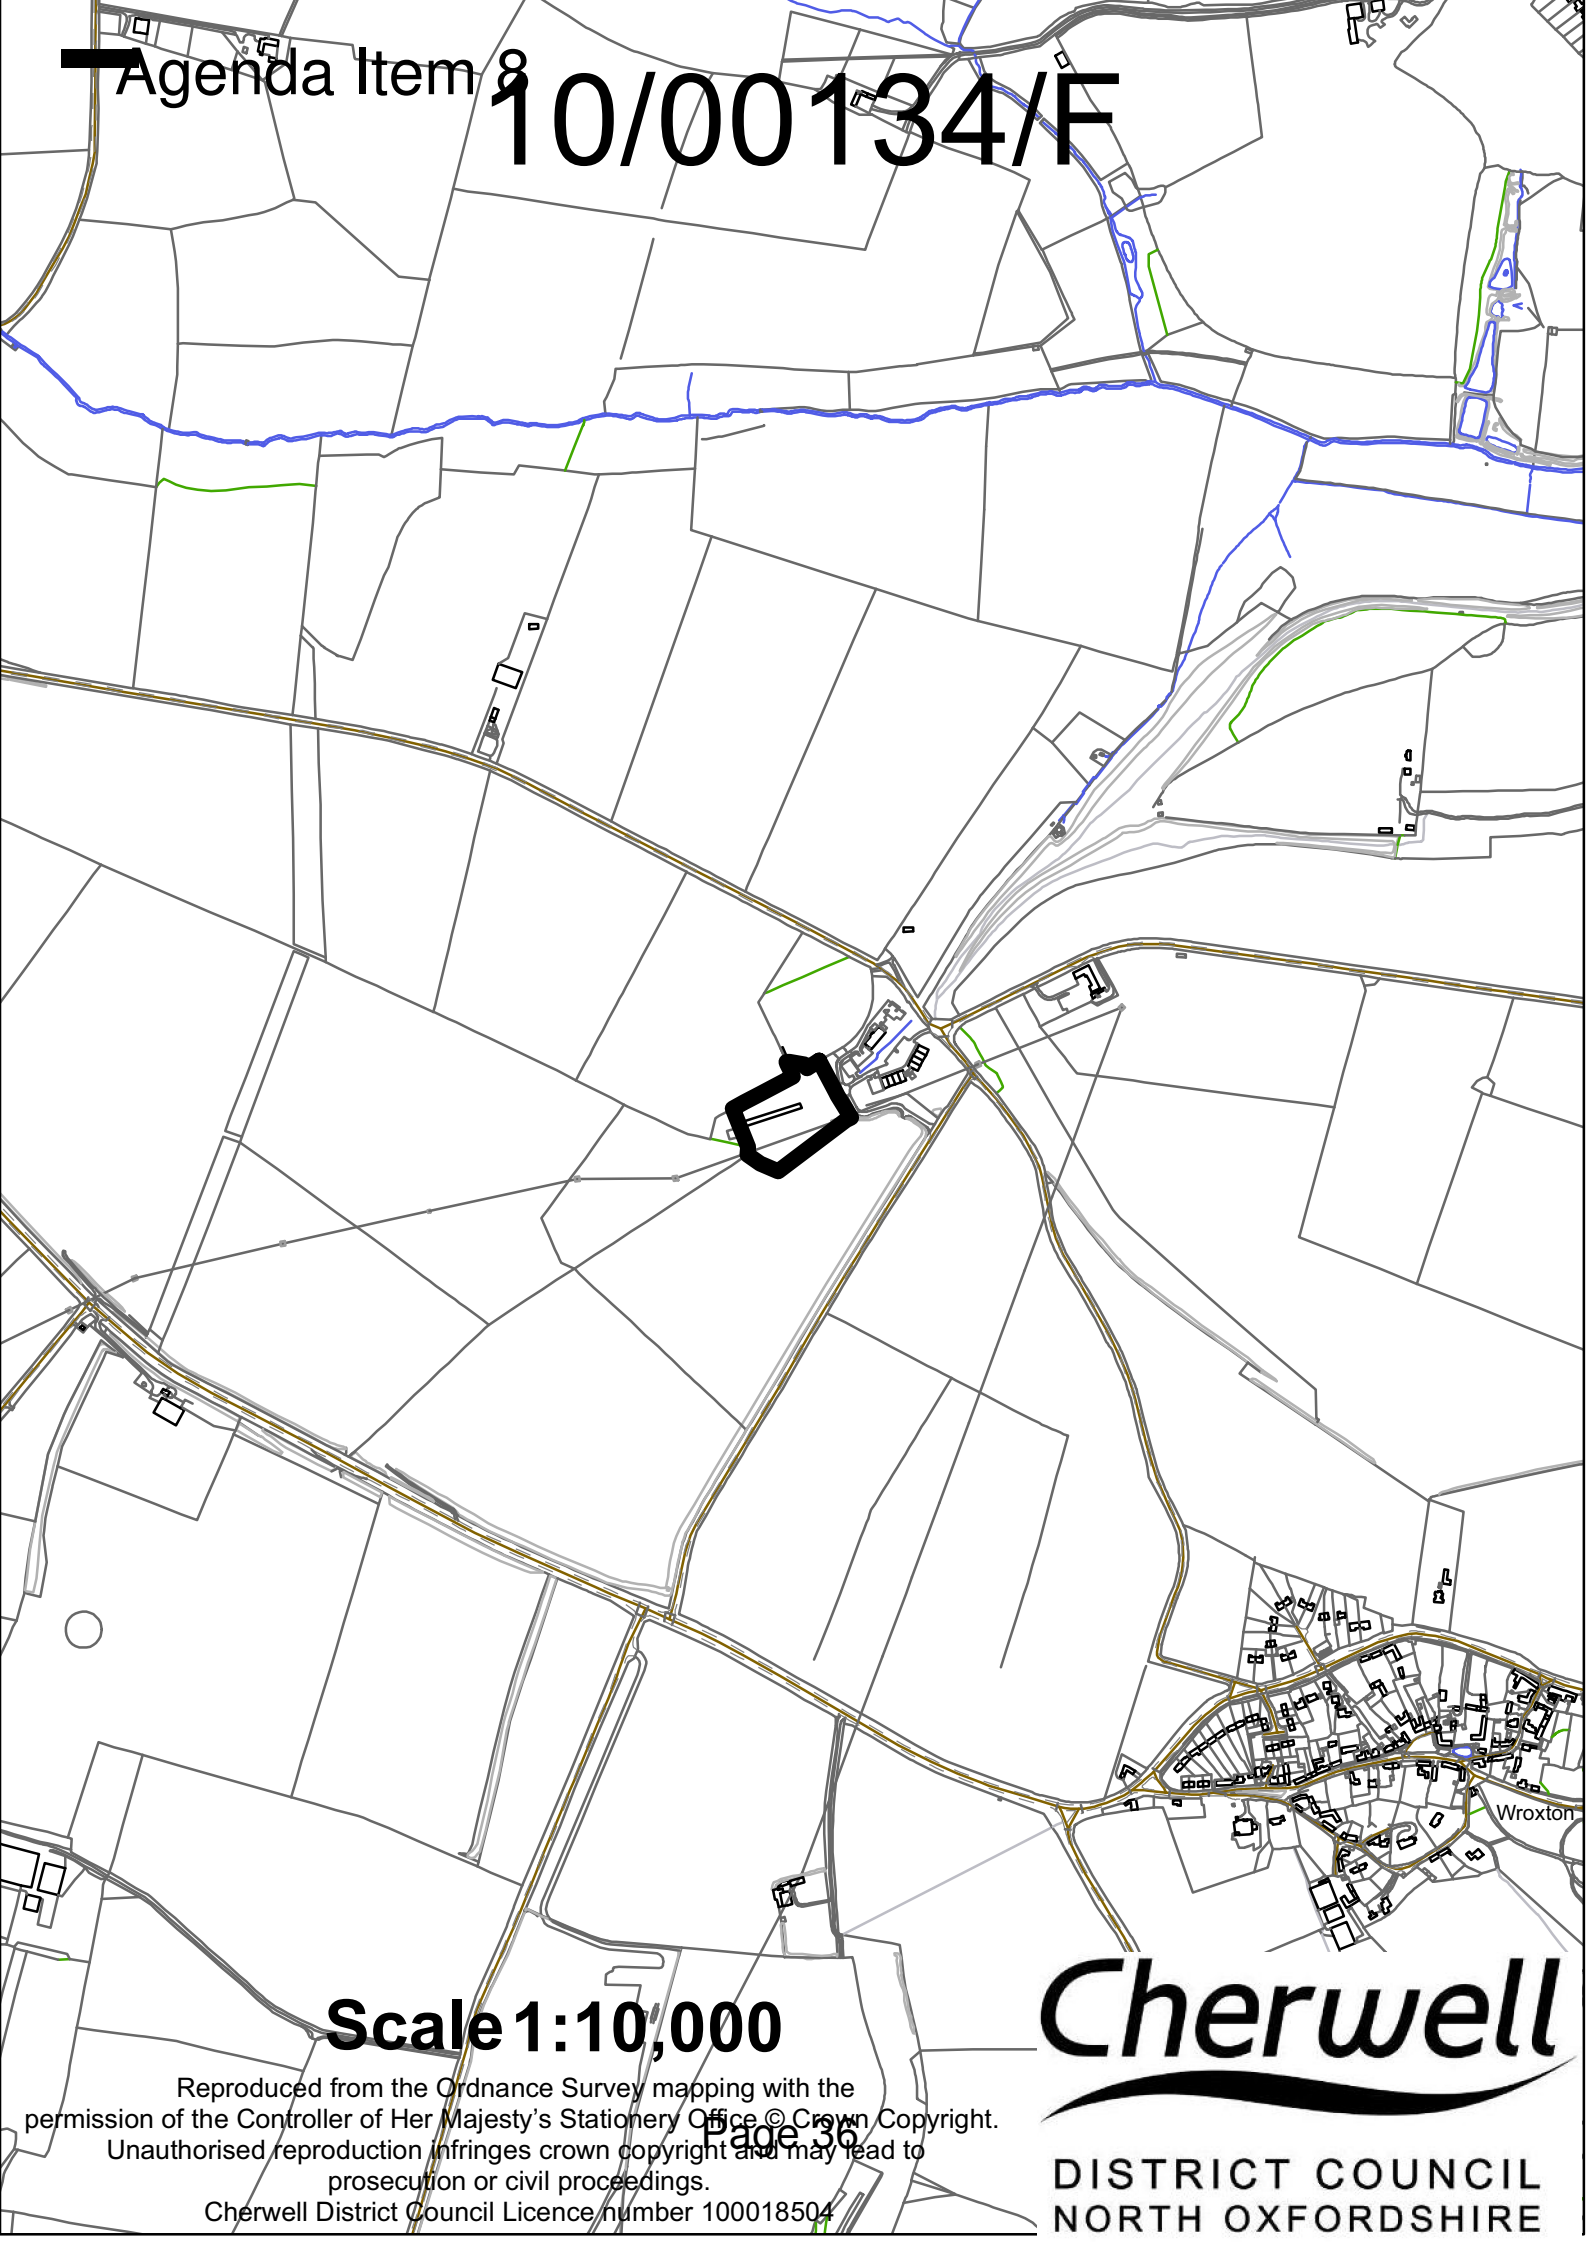 Agenda Item 8
10/00134/F
Wroxton
Scale 1:10,000
Reproduced from the Ordnance Survey mapping with the
permission of the Controller of Her Majesty's Stationery Office © Crown Copyright.
Page 36
Unauthorised reproduction infringes crown copyright and may lead to
prosecution or civil proceedings.
Cherwell District Council Licence number 100018504
Cherwell
DISTRICT COUNCIL
NORTH OXFORDSHIRE